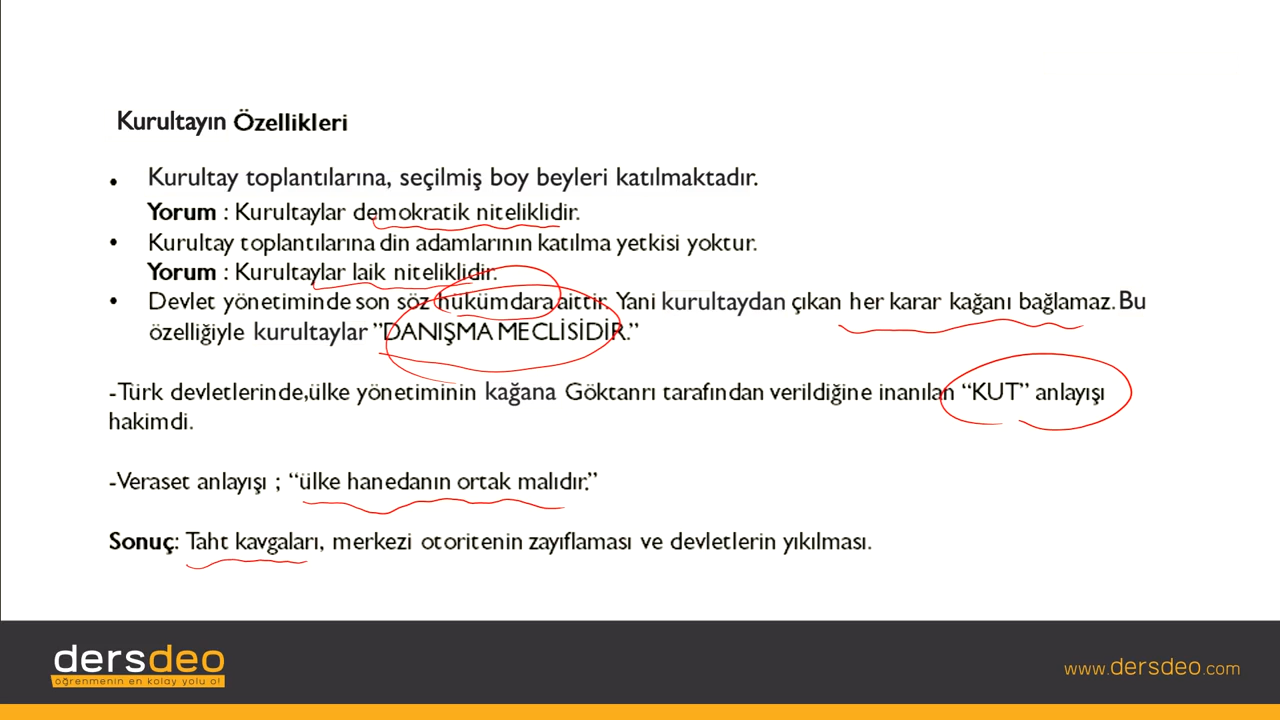 Kurultayın Özellikleri
• Kurultay toplantılarına, seçilmiş boy beyleri katılmaktadır.
Yorum : Kurultaylar demokratik niteliklidir.
• Kurultay toplantılarına din adamlarının katılma yetkisi yoktur.
Yorum : Kurultaylar laik niteliklidir.
• Devlet yönetiminde son söz hükümdara aittir. Yani kurultaydan çıkan her karar kağanı bağlamaz. Bu
özelliğiyle kurultaylar ”DANIŞMA MECLİSİDİR.”
-Türk devletlerinde,ülke yönetiminin kağana Göktanrı tarafından verildiğine inanılan “KUT” anlayışı
hakimdi.
-Veraset anlayışı ; “ülke hanedanın ortak malıdır.”
Sonuç: Taht kavgaları, merkezi otoritenin zayıflaması ve devletlerin yıkılması.
dersdeo
öğrenmenin en kolay yolu o!
www.dersdeo.com